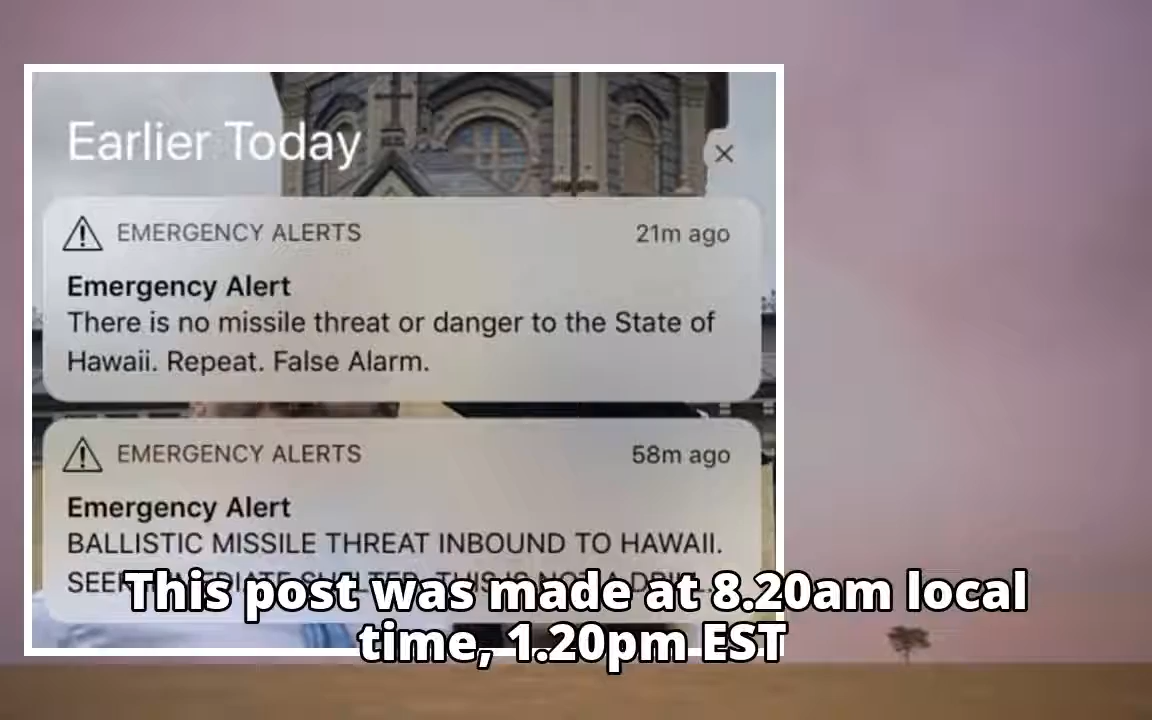 Earlier Today
EMERGENCY ALERTS 21m ago
Emergency Alert
There is no missile threat or danger to the State of
Hawaii. Repeat. False Alarm.
EMERGENCY ALERTS 58m ago
Emergency Alert
BALLISTIC MISSILE THREAT INBOUND TO HAWAII.
This post was made at 8.20am local
time, 1.20pm EST